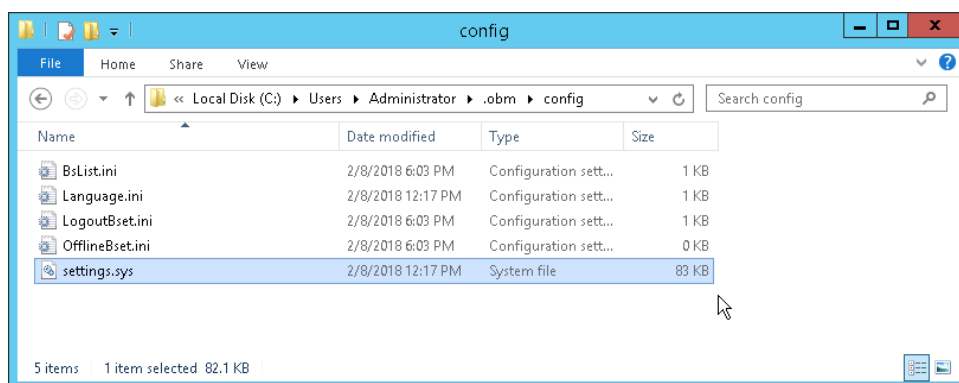 config
File Home Share View
« Local Disk (C:) Users Administrator .obm config Search config
Name Date modified Type Size
BsList.ini 2/8/2018 6:03 PM Configuration sett... 1 KB
Language.ini 2/8/2018 12:17 PM Configuration sett... 1 KB
LogoutBset.ini 2/8/2018 6:03 PM Configuration sett... 1 KB
OfflineBset.ini 2/8/2018 6:03 PM Configuration sett... 0 KB
settings.sys 2/8/2018 12:17 PM System file 83 KB
5 items 1 item selected 82.1 KB